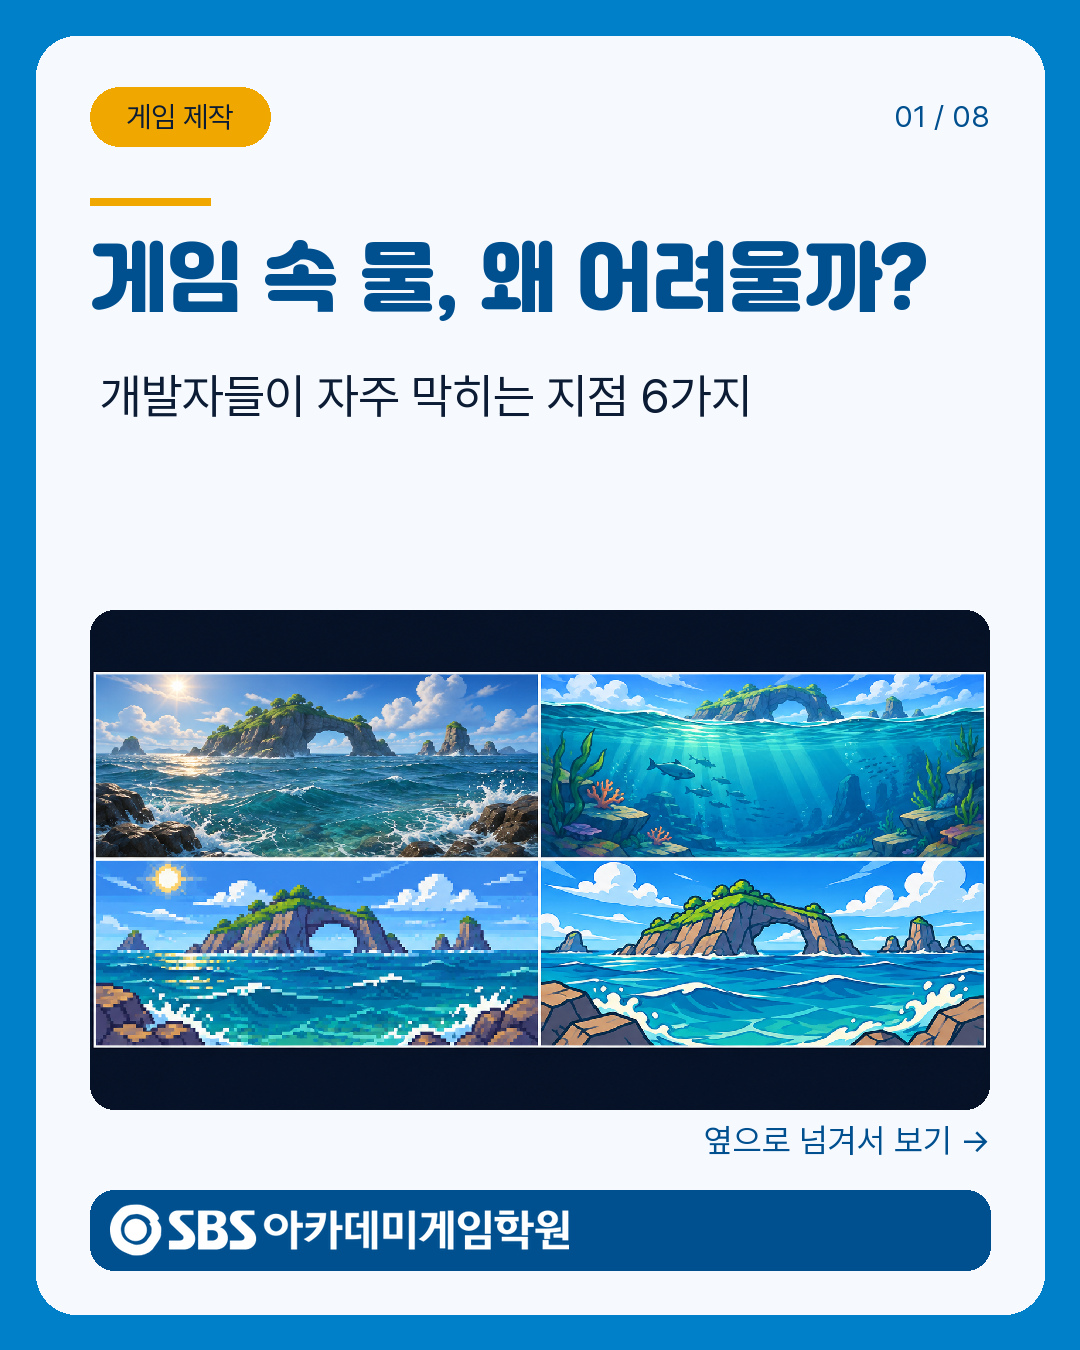 게임 제작
01 / 08
게임 속 물, 왜 어려울까?
개발자들이 자주 막히는 지점 6가지
옆으로 넘겨서 보기 →
SBS 아카데미게임학원